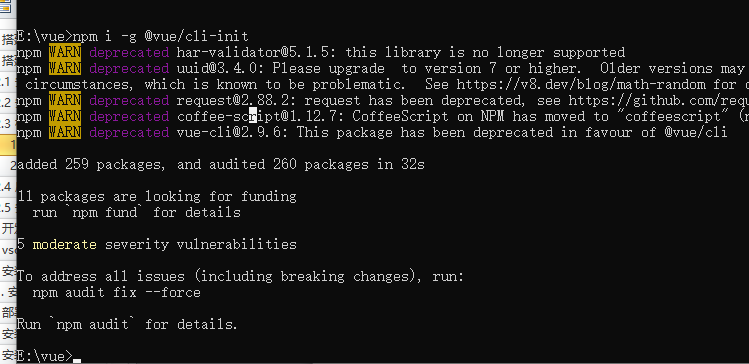 E:\vue>npm i -g @vue/cli-init
npm WARN deprecated har-validator@5.1.5: this library is no longer supported
npm WARN deprecated uuid@3.4.0: Please upgrade  to version 7 or higher.  Older versions may
circumstances, which is known to be problematic.  See https://v8.dev/blog/math-random for
npm WARN deprecated request@2.88.2: request has been deprecated, see https://github.com/
npm WARN deprecated coffee-script@1.12.7: CoffeeScript on NPM has moved to "coffeescript"
npm WARN deprecated vue-cli@2.9.6: This package has been deprecated in favour of @vue/cli
added 259 packages, and audited 260 packages in 32s
11 packages are looking for funding
run `npm fund` for details
5 moderate severity vulnerabilities
To address all issues (including breaking changes), run:
npm audit fix --force
Run `npm audit` for details.
E:\vue>